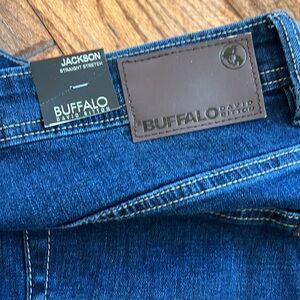 JACKSON
STRAIGHT STRETCH
BUFFALO
DAVID BITTON
BUFFALO DAVID
BITTON